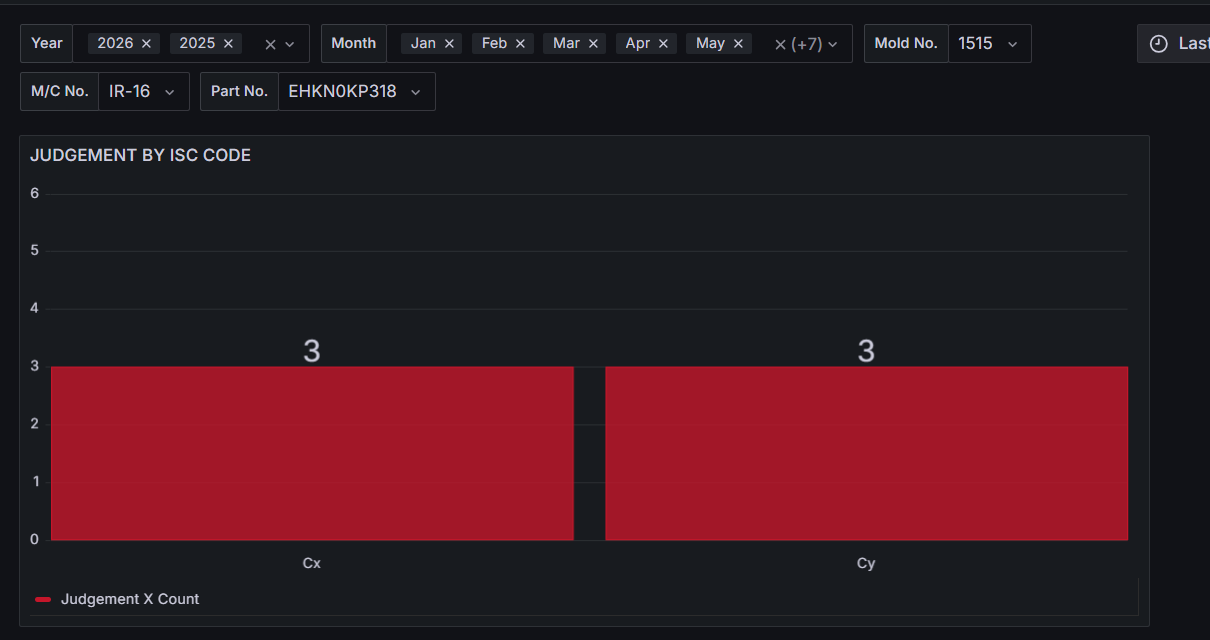 Year 2026 2025 Month Jan Feb Mar Apr May (+7) Mold No. 1515 Last
M/C No. IR-16 Part No. EHKN0KP318
JUDGEMENT BY ISC CODE
6
5
4
3 3
3
2
1
0
Cx Cy
Judgement X Count